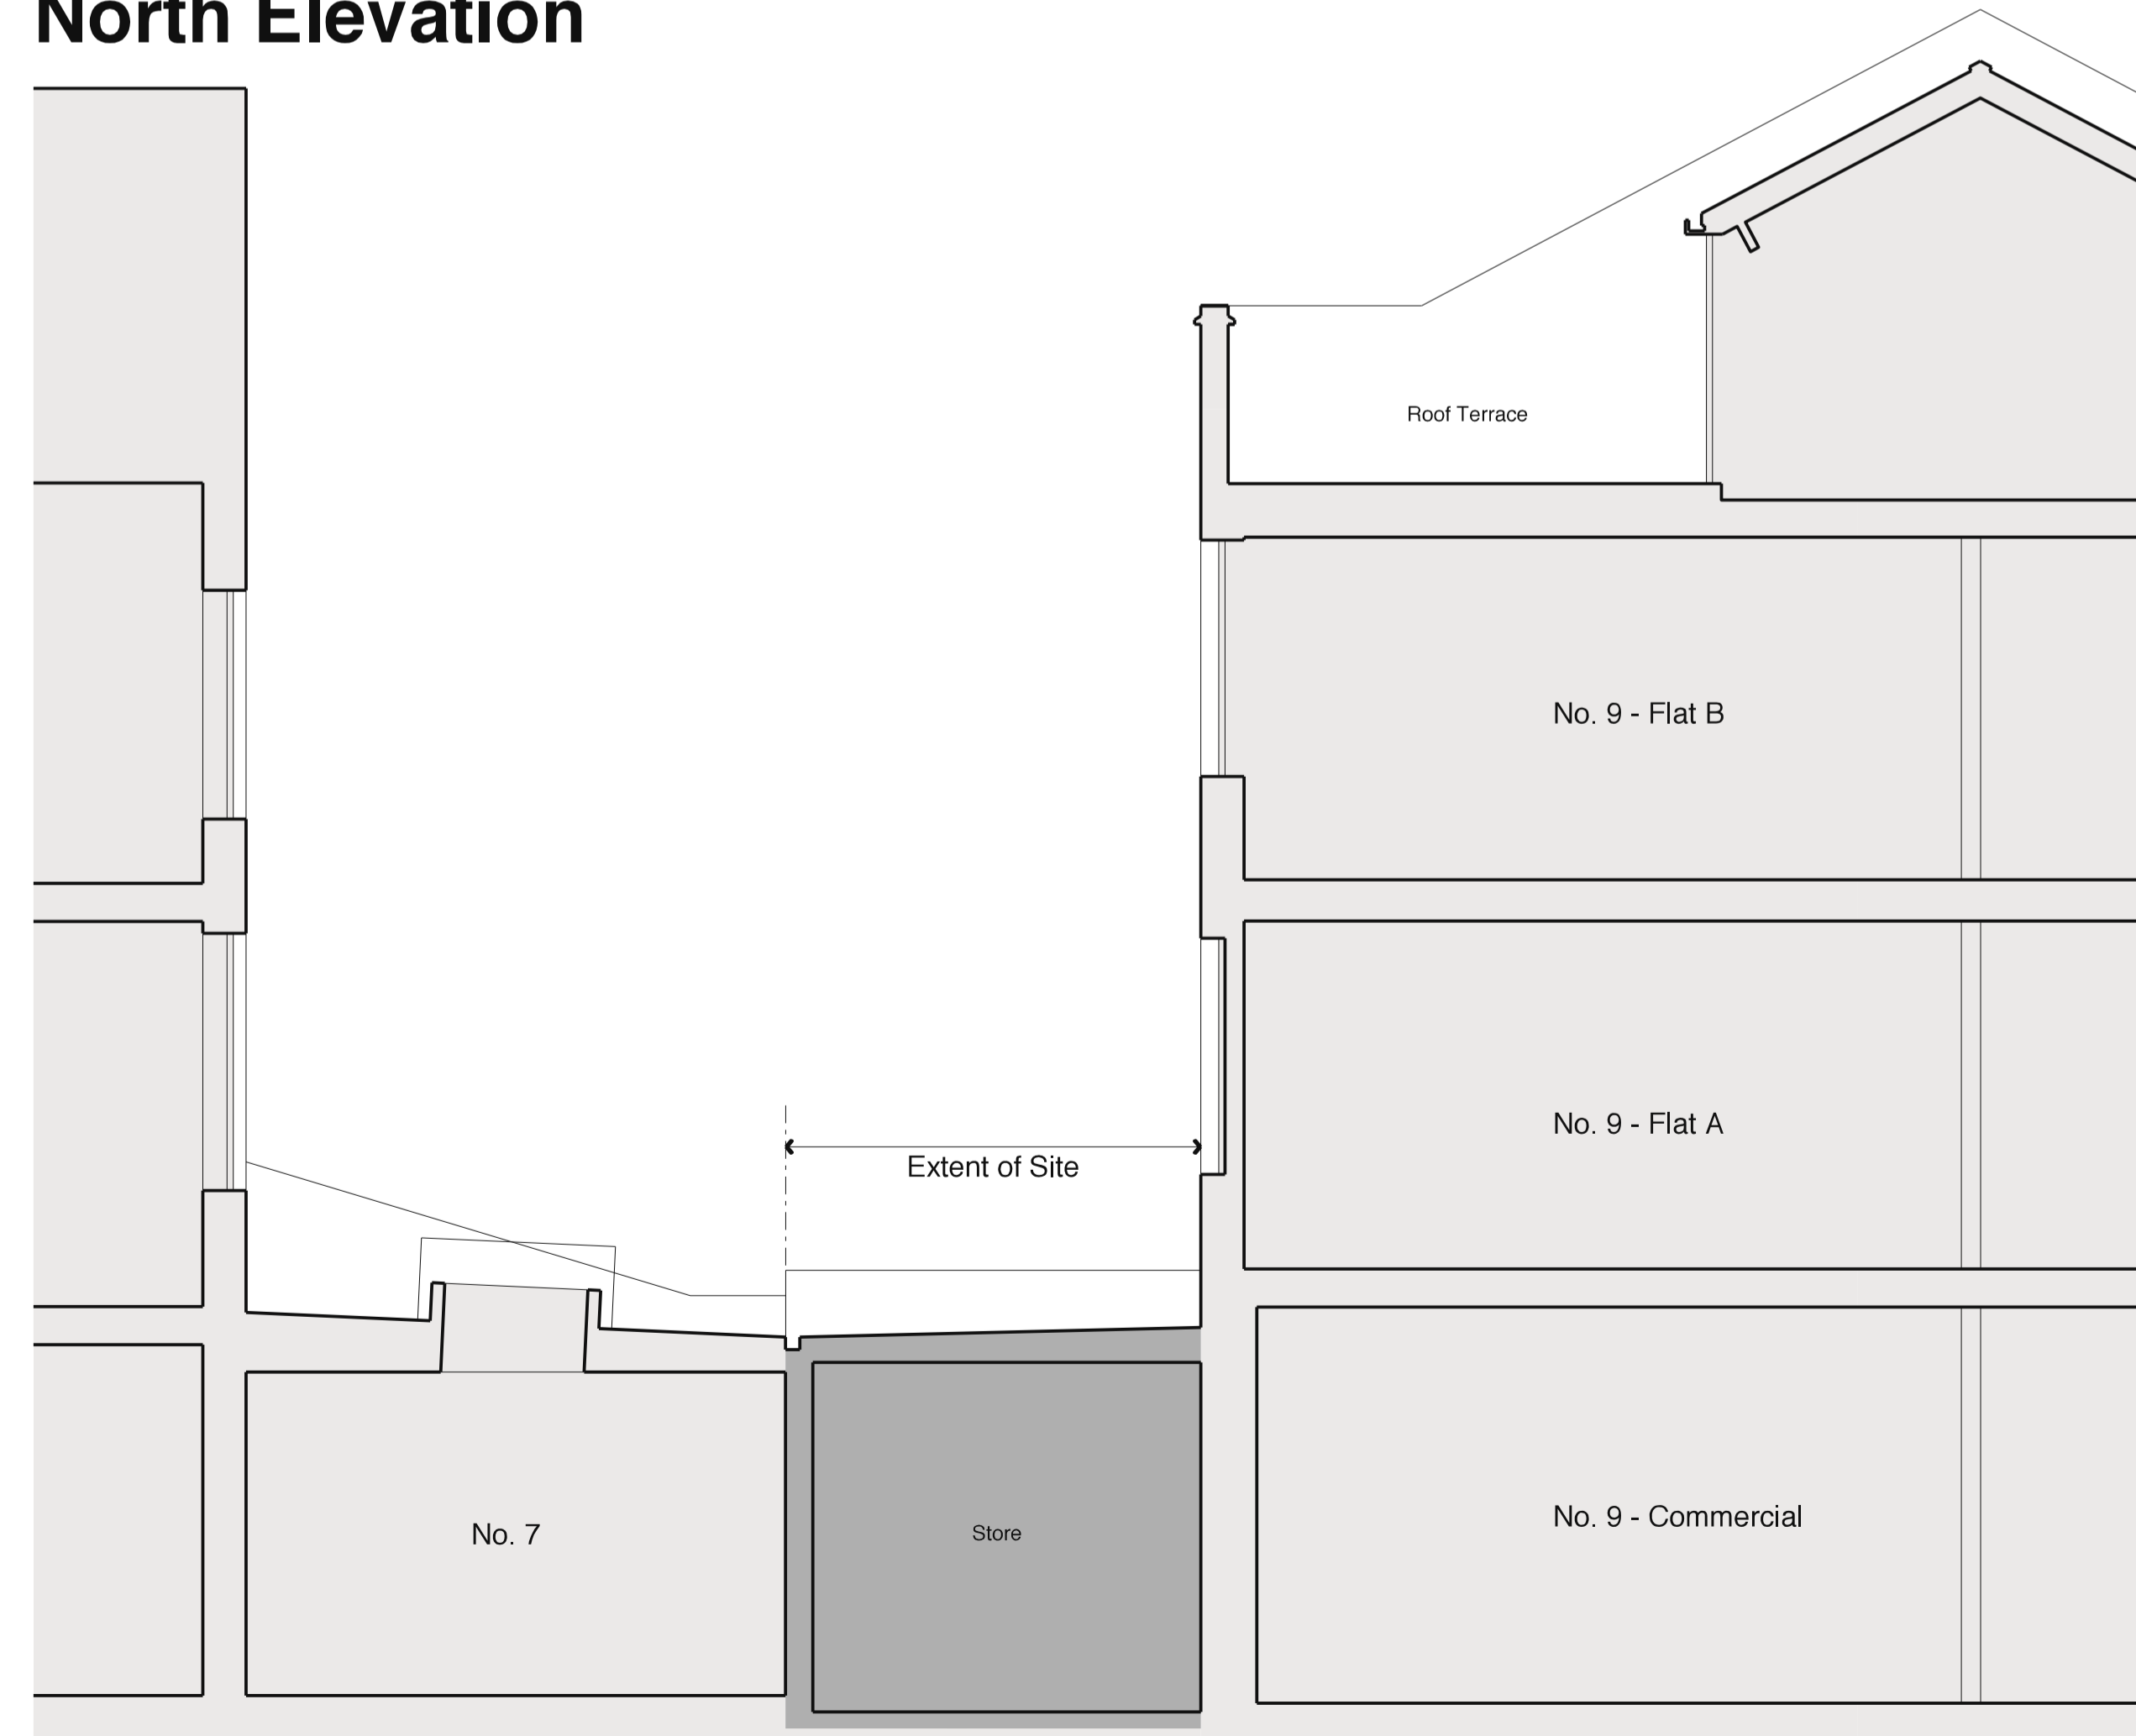 North Elevation
Roof Terrace
No. 9 - Flat B
No. 9 - Flat A
Extent of Site
No. 9 - Commercial
No. 7
Store